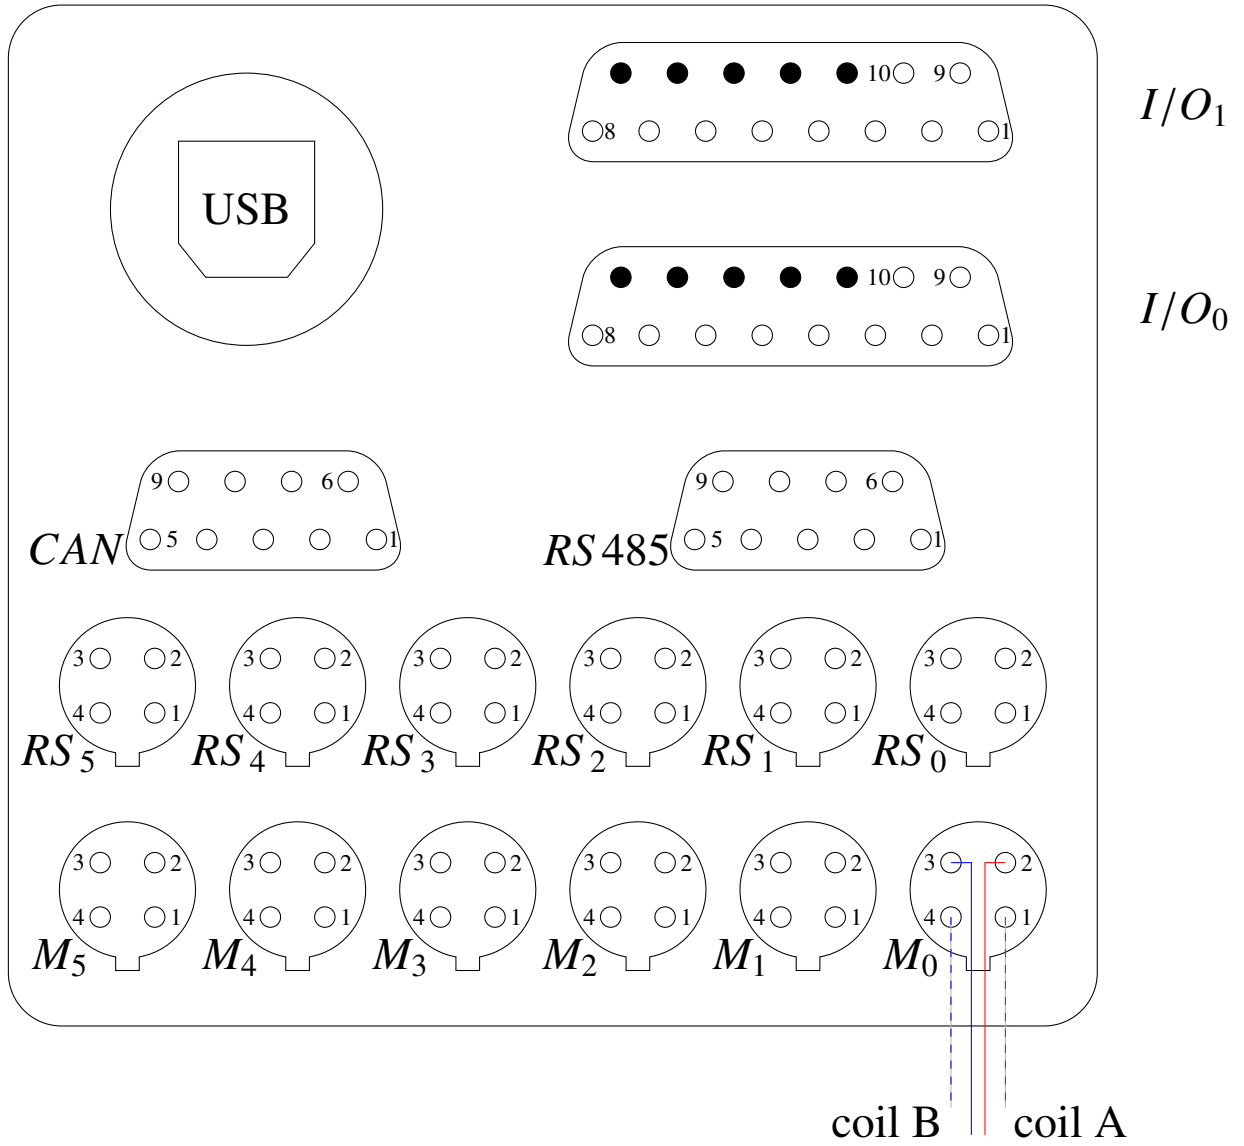 10 9
I/O1
8 1
USB
10 9
I/O0
8 1
9 6 9 6
CAN 5 1 RS 485 5 1
3 2 3 2 3 2 3 2 3 2 3 2
4 1 4 1 4 1 4 1 4 1 4 1
RS5 RS4 RS3 RS2 RS1 RS0
3 2 3 2 3 2 3 2 3 2 3 2
4 1 4 1 4 1 4 1 4 1 4 1
M5 M4 M3 M2 M1 M0
coil B coil A